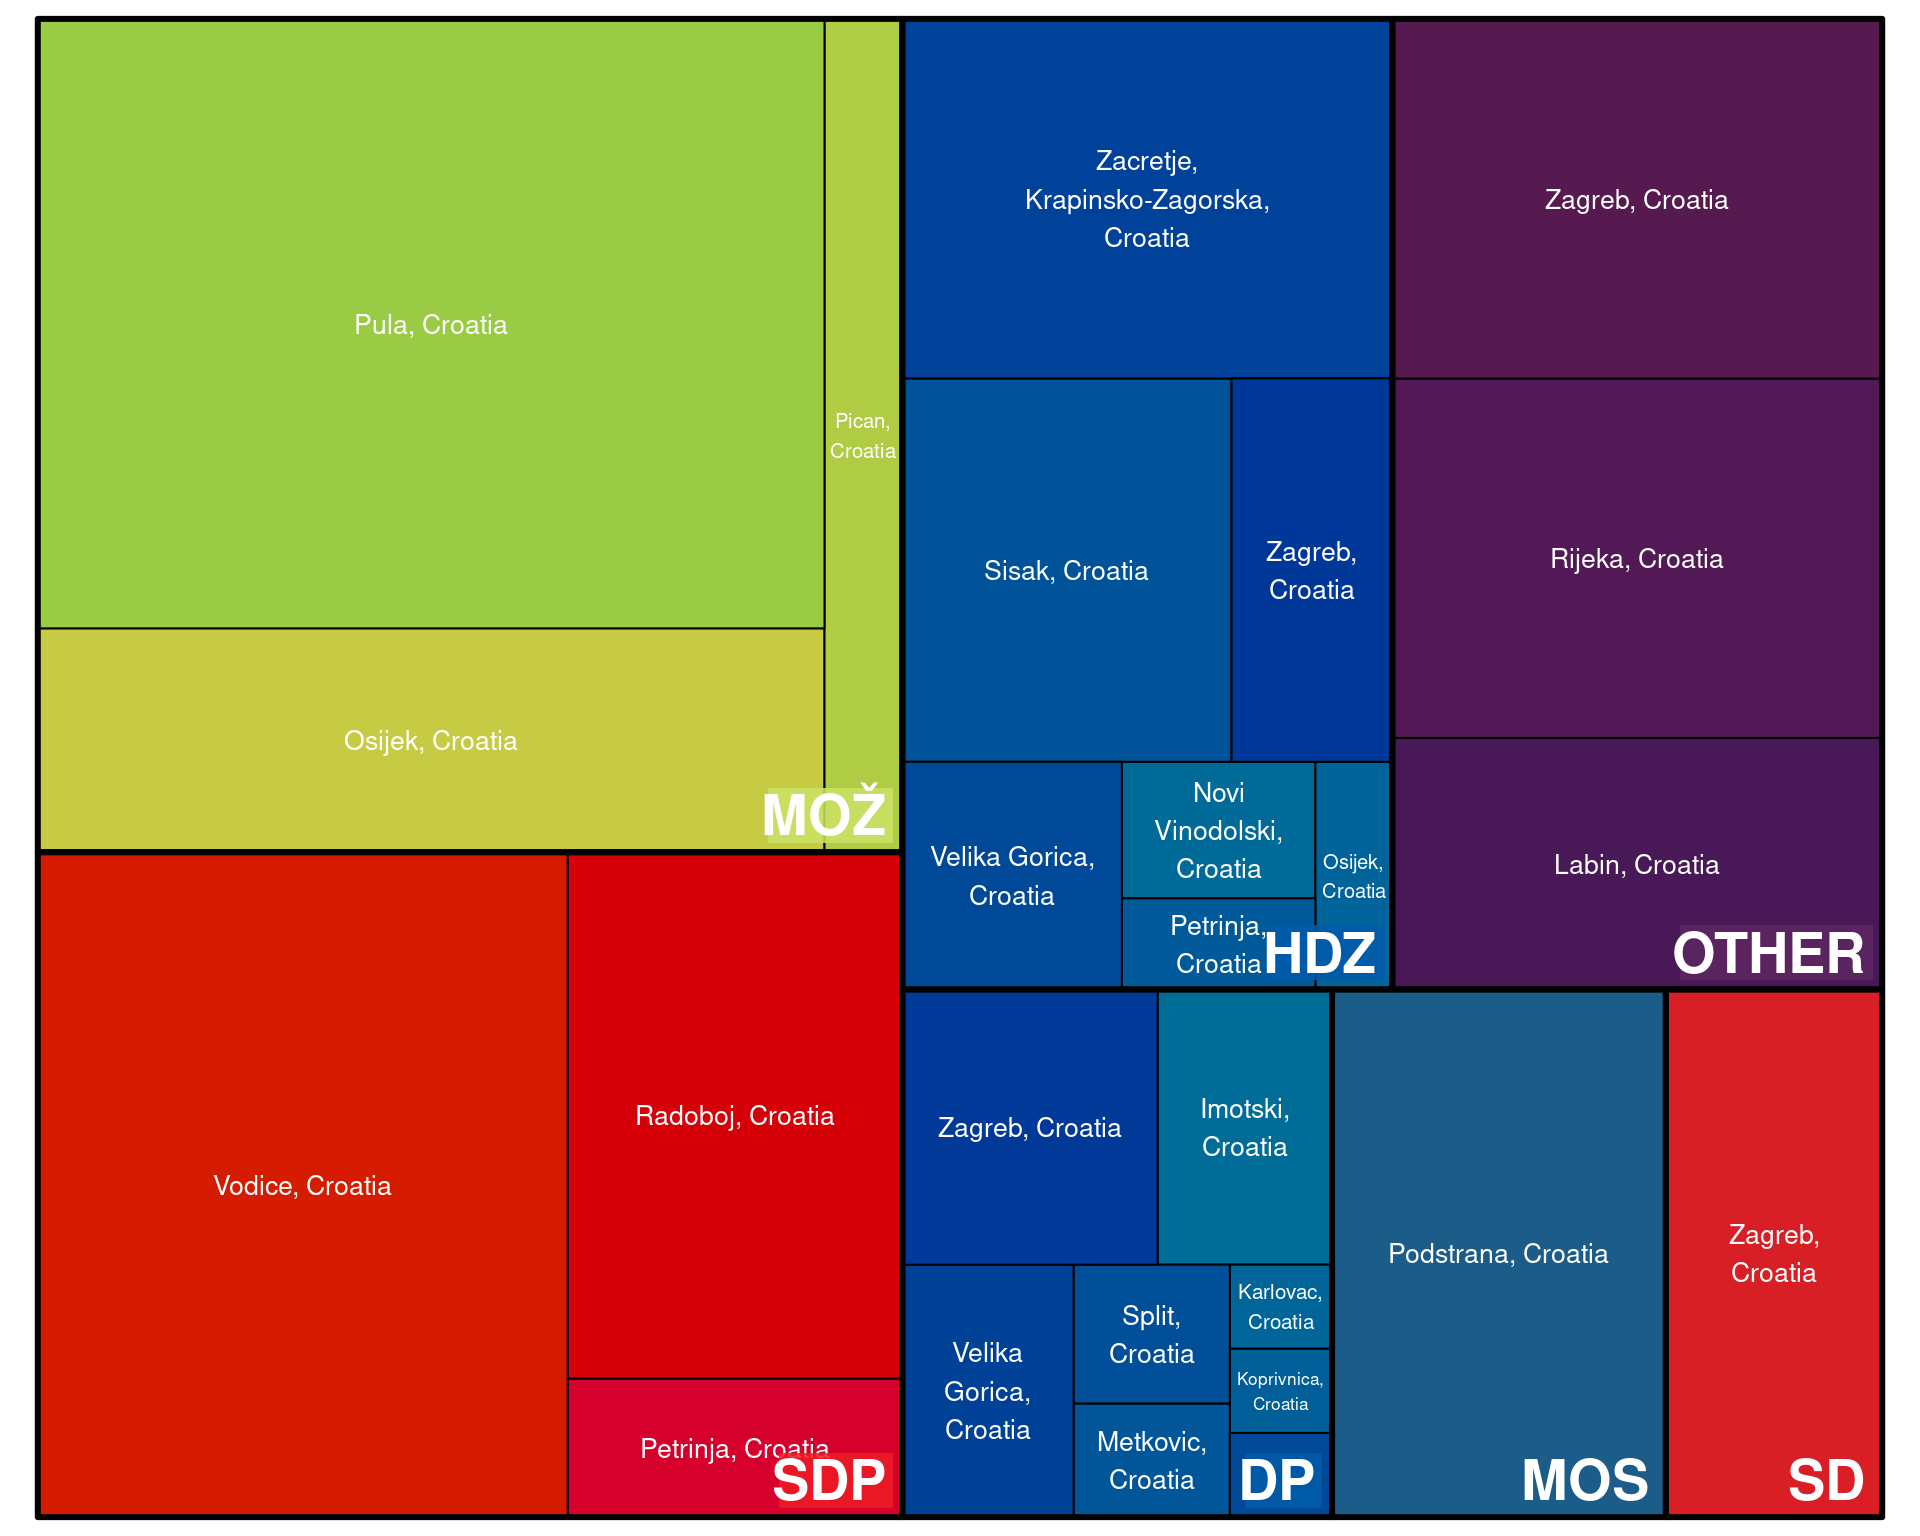 Pula, Croatia
Pican,
Croatia
Osijek, Croatia
MOŽ
Zacretje,
Krapinsko-Zagorska,
Croatia
Sisak, Croatia
Zagreb,
Croatia
Velika Gorica,
Croatia
Novi
Vinodolski,
Croatia
Petrinja,
Croatia
Osijek,
Croatia
HDZ
Zagreb, Croatia
Rijeka, Croatia
Labin, Croatia
OTHER
Vodice, Croatia
Radoboj, Croatia
Petrinja, Croatia
SDP
Zagreb, Croatia
Imotski,
Croatia
Velika
Gorica,
Croatia
Split,
Croatia
Metkovic,
Croatia
Karlovac,
Croatia
Koprivnica,
Croatia
DP
Podstrana, Croatia
MOS
Zagreb,
Croatia
SD